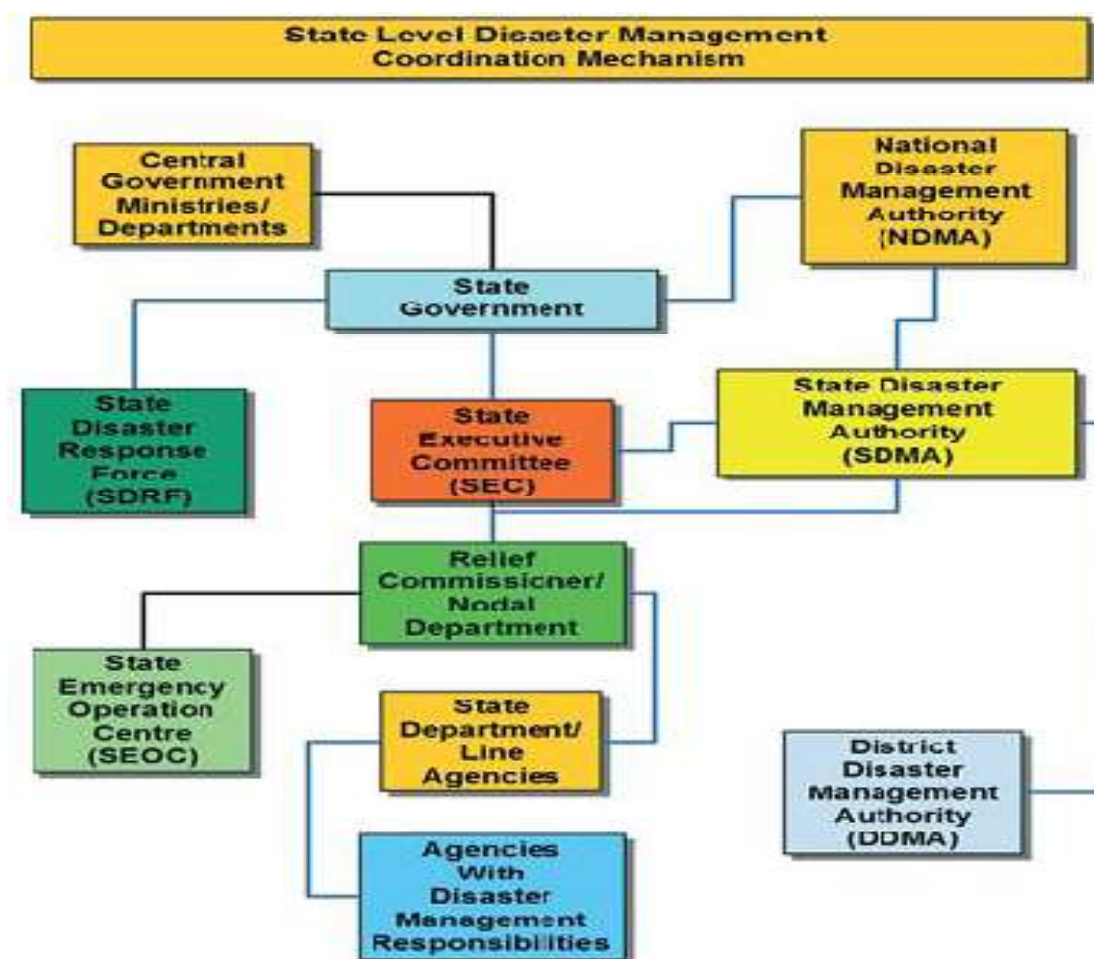 State Level Disaster Management
Coordination Mechanism
Central
Government
Ministries/
Departments
National
Disaster
Management
Authority
(NDMA)
State
Government
State
Disaster
Response
Force
(SDRF)
State
Executive
Committee
(SEC)
State Disaster
Management
Authority
(SDMA)
Relief
Commissicner/
Nodal
Department
State
Emergency
Operation
Centre
(SEOC)
State
Department/
Line
Agencies
District
Disaster
Management
Authority
(DDMA)
Agencies
With
Disaster
Management
Responsibilities